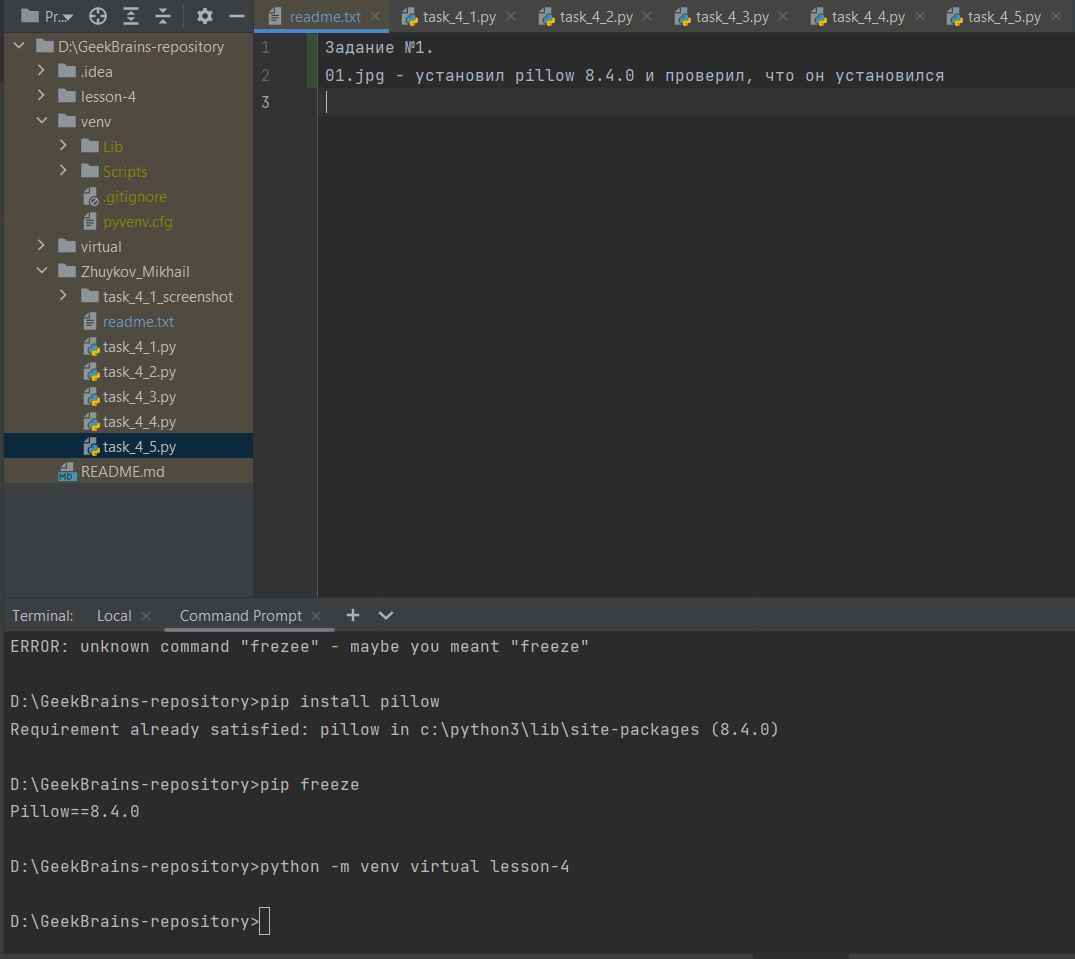 Pr...
readme.txt task_4_1.py task_4_2.py task_4_3.py task_4_4.py task_4_5.py
D:\GeekBrains-repository
.idea
lesson-4
venv
Lib
Scripts
.gitignore
pyvenv.cfg
virtual
Zhuykov_Mikhail
task_4_1_screenshot
readme.txt
task_4_1.py
task_4_2.py
task_4_3.py
task_4_4.py
task_4_5.py
MD README.md
1 Задание №1.
2 01.jpg - установил pillow 8.4.0 и проверил, что он установился
3
Terminal: Local Command Prompt
ERROR: unknown command "frezee" - maybe you meant "freeze"
D:\GeekBrains-repository>pip install pillow
Requirement already satisfied: pillow in c:\python3\lib\site-packages (8.4.0)
D:\GeekBrains-repository>pip freeze
Pillow==8.4.0
D:\GeekBrains-repository>python -m venv virtual lesson-4
D:\GeekBrains-repository>